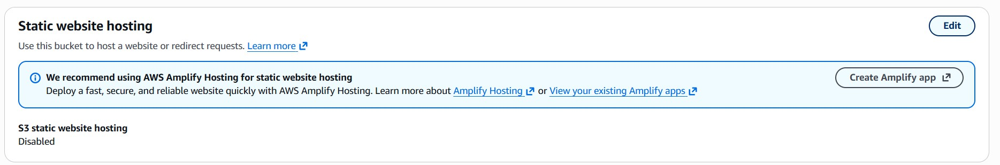 Static website hosting
Edit
Use this bucket to host a website or redirect requests. Learn more
We recommend using AWS Amplify Hosting for static website hosting
Create Amplify app
Deploy a fast, secure, and reliable website quickly with AWS Amplify Hosting. Learn more about Amplify Hosting or View your existing Amplify apps
S3 static website hosting
Disabled